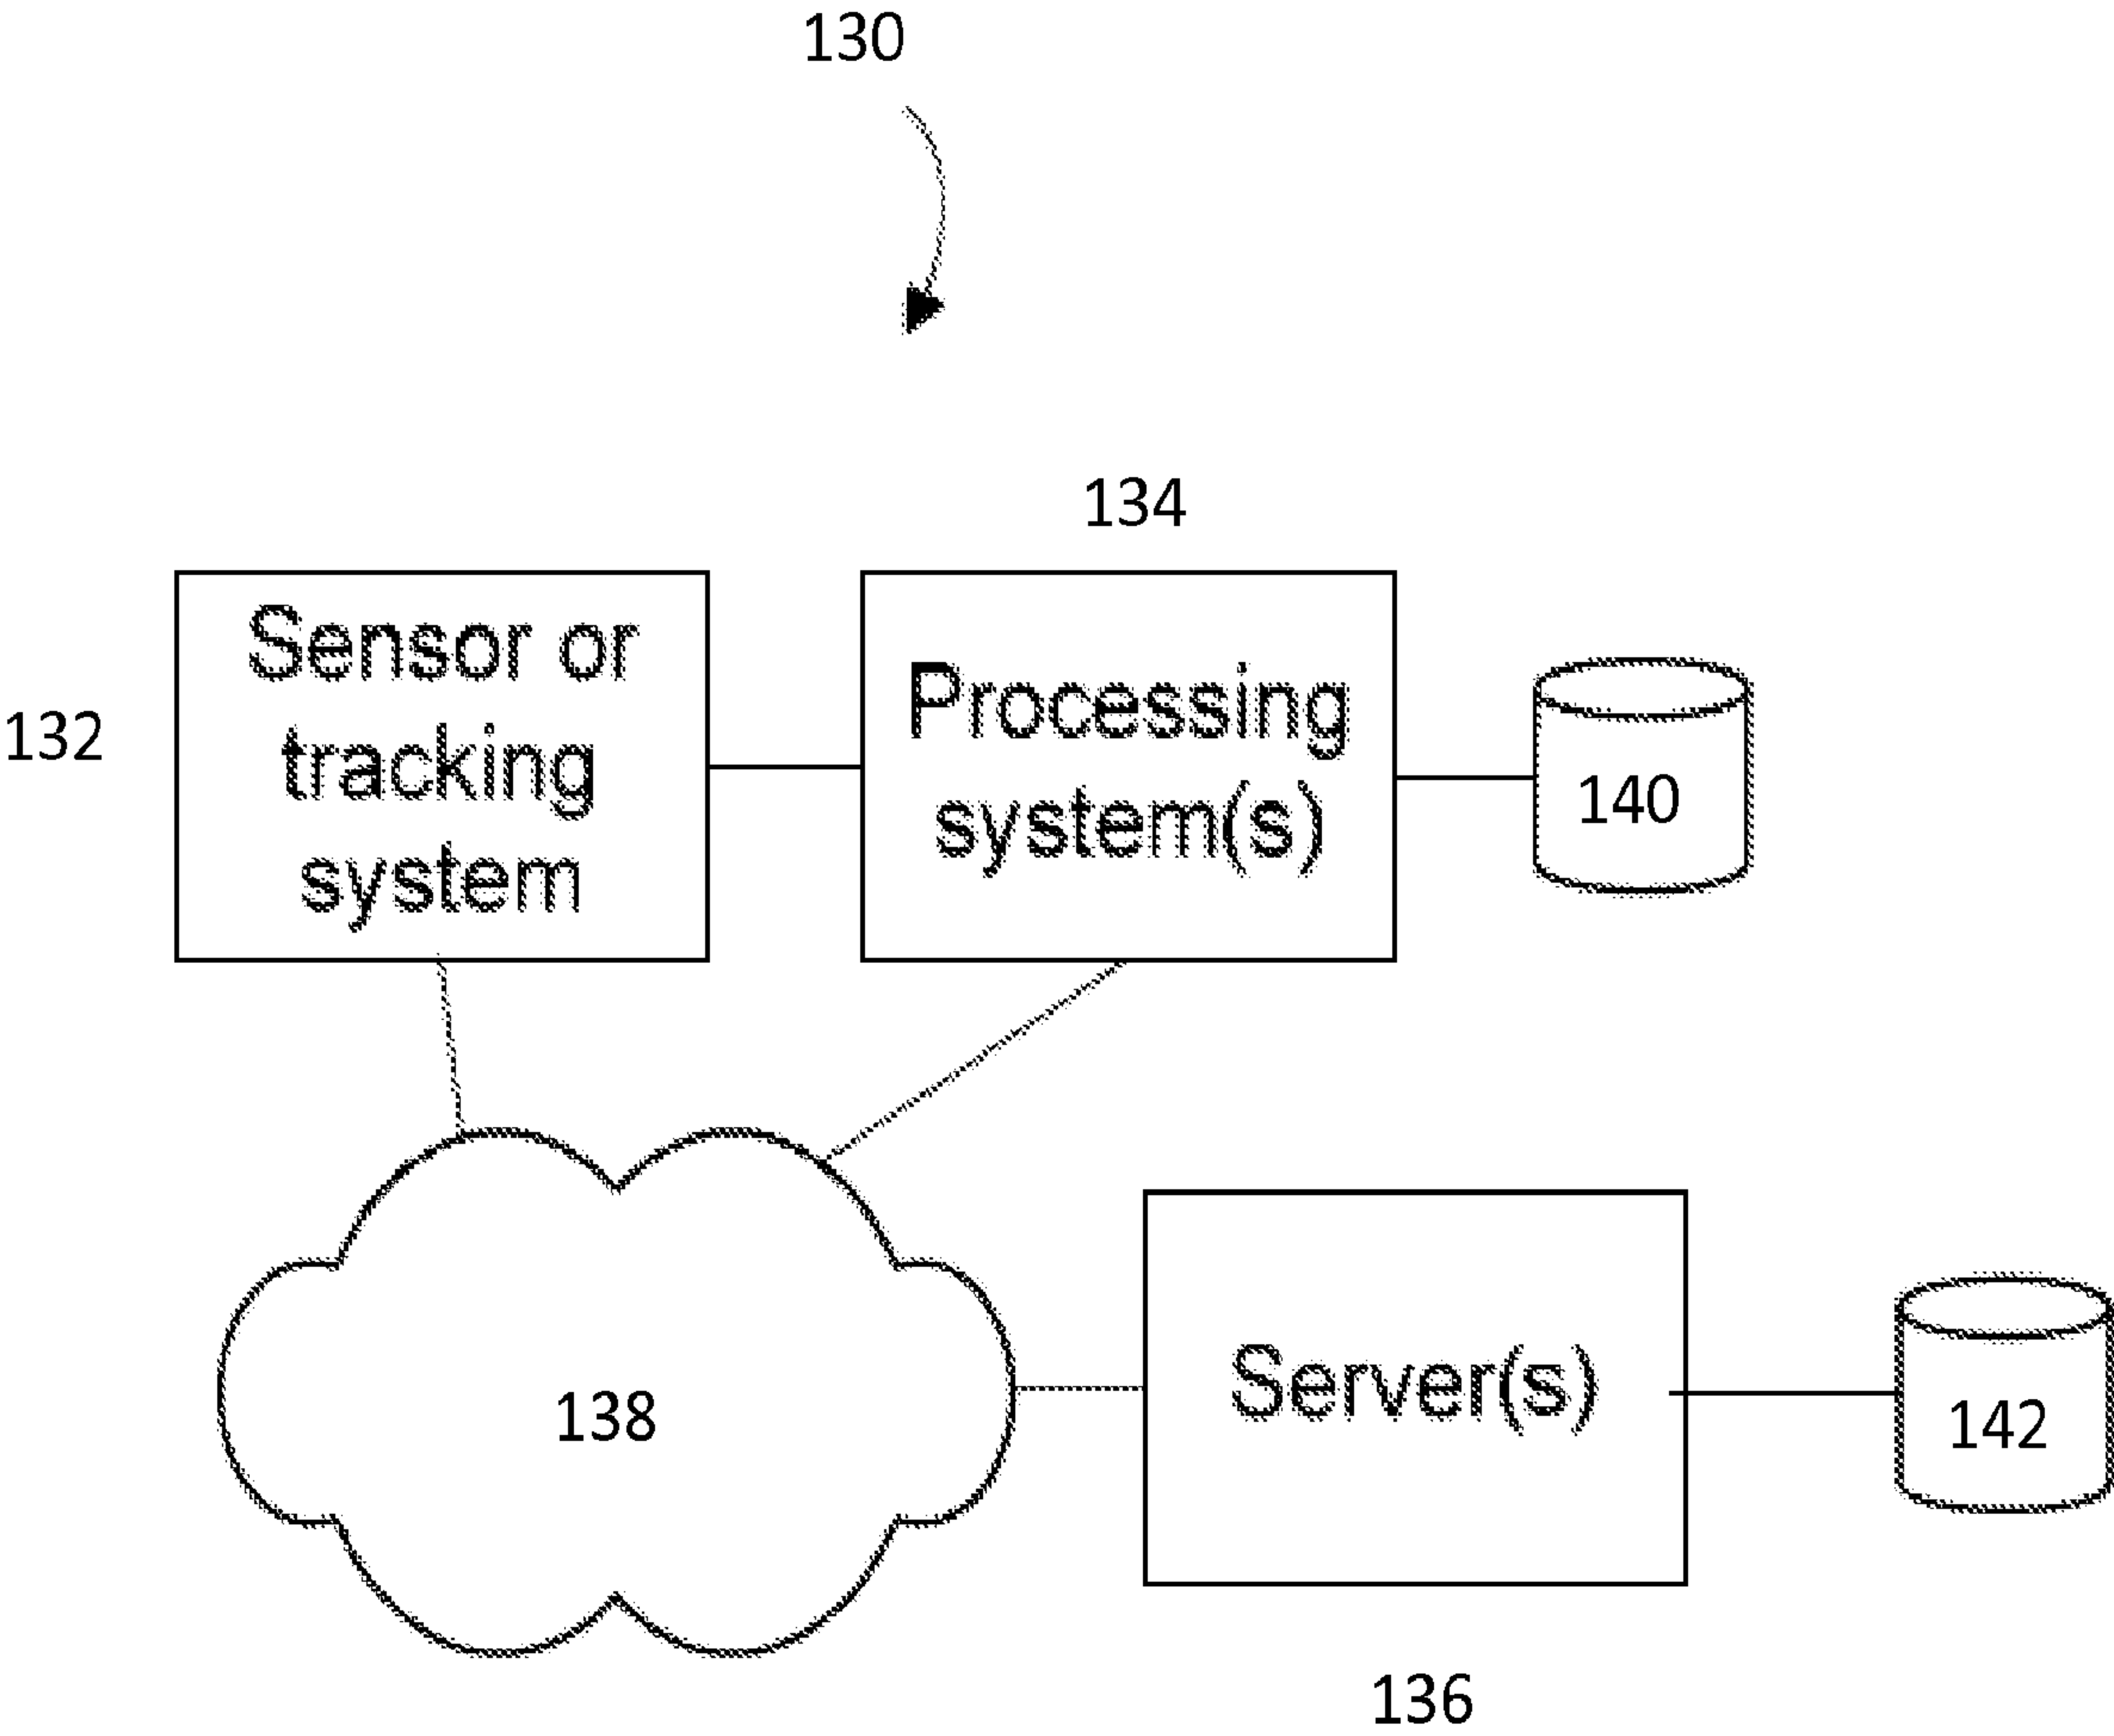 130
134
132
Sensor or
tracking
system
Processing
system(s)
140
138
Server(s)
142
136